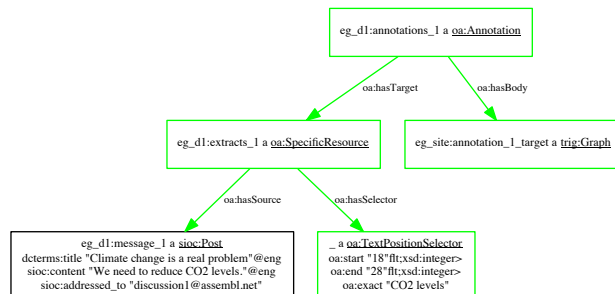 eg_d1:annotations_1 a oa:Annotation
oa:hasTarget
oa:hasBody
eg_d1:extracts_1 a oa:SpecificResource
eg_site:annotation_1_target a trig:Graph
oa:hasSource
oa:hasSelector
eg_d1:message_1 a sioc:Post
dcterms:title "Climate change is a real problem"@eng
sioc:content "We need to reduce CO2 levels."@eng
sioc:addressed_to "discussion1@assembl.net"
_ a oa:TextPositionSelector
oa:start "18"flt;xsd:integer>
oa:end "28"flt;xsd:integer>
oa:exact "CO2 levels"